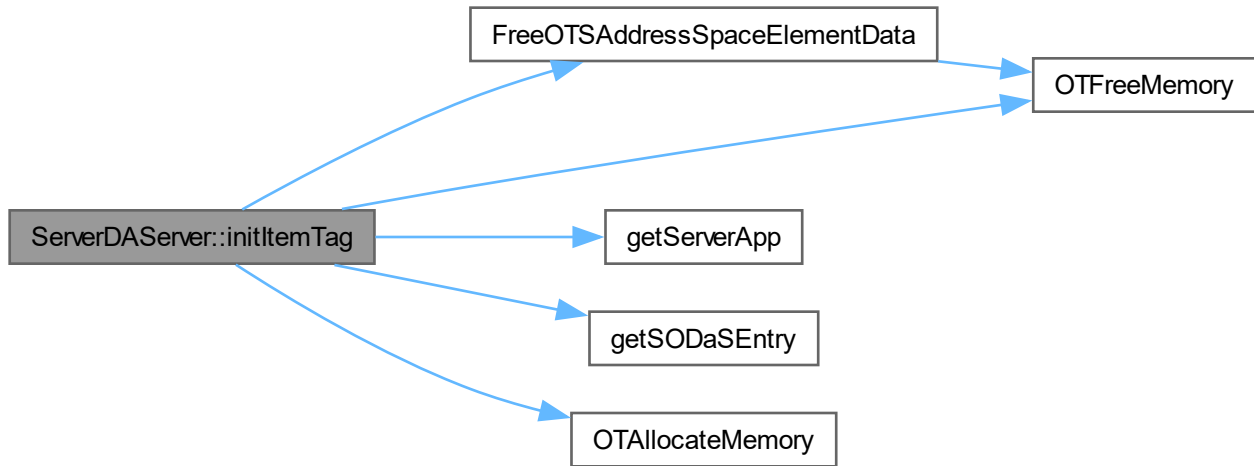 FreeOTSAddressSpaceElementData
OTFreeMemory
ServerDAServer::initItemTag
getServerApp
getSODaSEntry
OTAllocateMemory